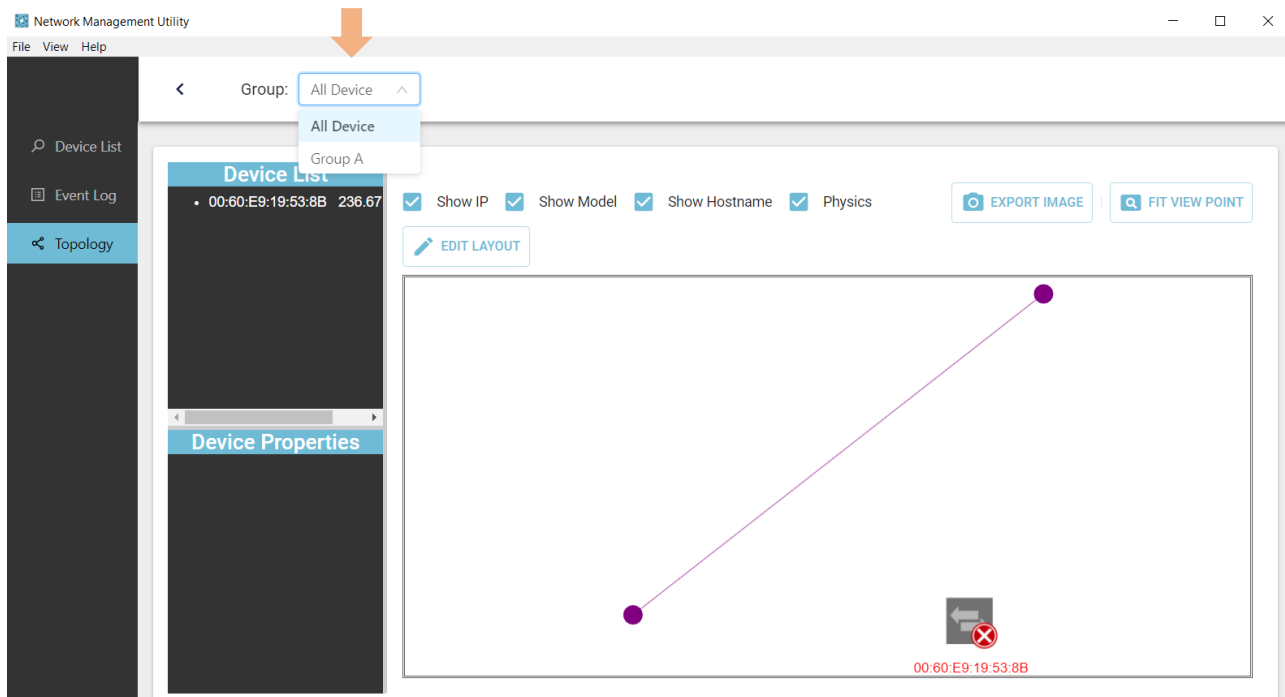 Network Management Utility
File View Help
Group: All Device
All Device
Group A
Device List
Event Log
Topology
Device List
00:60:E9:19:53:8B 236.67
Device Properties
Show IP Show Model Show Hostname Physics
EXPORT IMAGE FIT VIEW POINT
EDIT LAYOUT
00:60:E9:19:53:8B